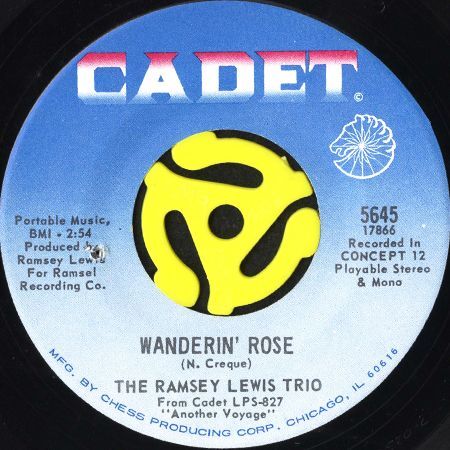 CADET
©
Portable Music,
BMI - 2:54
Produced by
Ramsey Lewis
For Ramsel
Recording Co.
5645
17866
Recorded In
CONCEPT 12
Playable Stereo
& Mono
WANDERIN' ROSE
(N. Creque)
THE RAMSEY LEWIS TRIO
From Cadet LPS-827
"Another Voyage"
MFG. BY CHESS PRODUCING CORP. CHICAGO, IL 60616